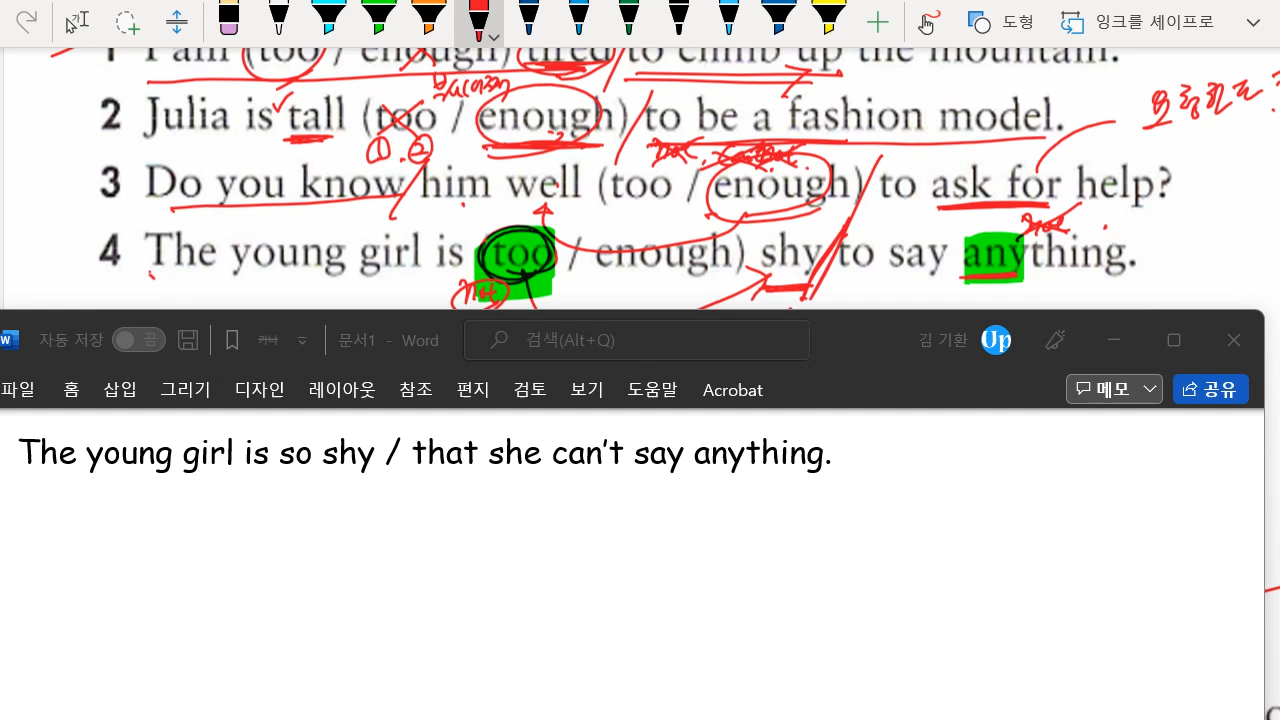 도형
잉크를 셰이프로
1 I am (too / enough) tired to climb up the mountain.
2 Julia is tall (too / enough) to be a fashion model.
① . ②
3 Do you know him well (too / enough) to ask for help?
4 The young girl is (too / enough) shy to say anything.
자동 저장 끔
가나
문서1 - Word
검색(Alt+Q)
김 기환
Up
파일 홈 삽입 그리기 디자인 레이아웃 참조 편지 검토 보기 도움말 Acrobat
메모
공유
The young girl is so shy / that she can't say anything.